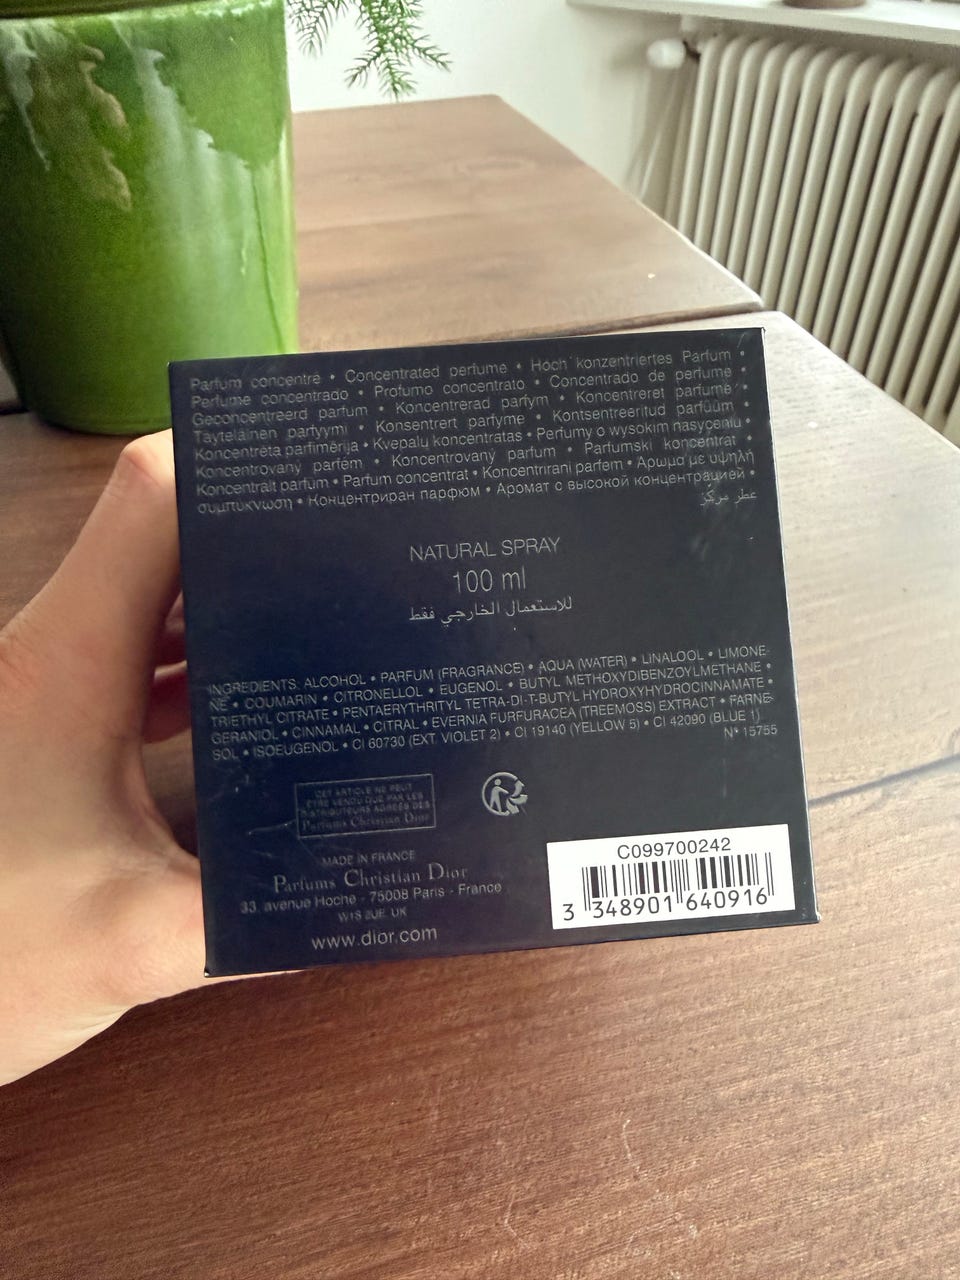 Parfum concentré • Concentrated perfume • Hoch konzentriertes Parfum •
Perfume concentrado • Profumo concentrato • Concentrado de perfume •
Geconcentreerd parfum • Koncentrerad parfym • Koncentreret perfume •
Täyteläinen parfyymi • Konsentrert parfyme • Kontsentreeritud parfüüm •
Koncentrēta parfimērija • Kvepalų koncentratas • Perfumy o wysokim nasyceniu •
Koncentrovaný parfém • Koncentrovaný parfum • Parfumski koncentrat •
Koncentrált parfüm • Parfum concentrat • Koncentrirani parfem • Άρωμα με υψηλή
συμπύκνωση • Концентриран парфюм • Аромат с высокой концентрацией •
عطر مركّز
NATURAL SPRAY
100 ml
للاستعمال الخارجي فقط
INGREDIENTS: ALCOHOL • PARFUM (FRAGRANCE) • AQUA (WATER) • LINALOOL • LIMONE-
NE • COUMARIN • CITRONELLOL • EUGENOL • BUTYL METHOXYDIBENZOYLMETHANE •
TRIETHYL CITRATE • PENTAERYTHRITYL TETRA-DI-T-BUTYL HYDROXYHYDROCINNAMATE •
GERANIOL • CINNAMAL • CITRAL • EVERNIA FURFURACEA (TREEMOSS) EXTRACT • FARNE-
SOL • ISOEUGENOL • CI 60730 (EXT. VIOLET 2) • CI 19140 (YELLOW 5) • CI 42090 (BLUE 1)
N° 15755
CET ARTICLE NE PEUT
ÊTRE VENDU QUE PAR LES
DISTRIBUTEURS AGRÉÉS DES
Parfums Christian Dior
MADE IN FRANCE
Parfums Christian Dior
33, avenue Hoche - 75008 Paris - France
W1S 2UE UK
www.dior.com
C099700242
3 348901 640916